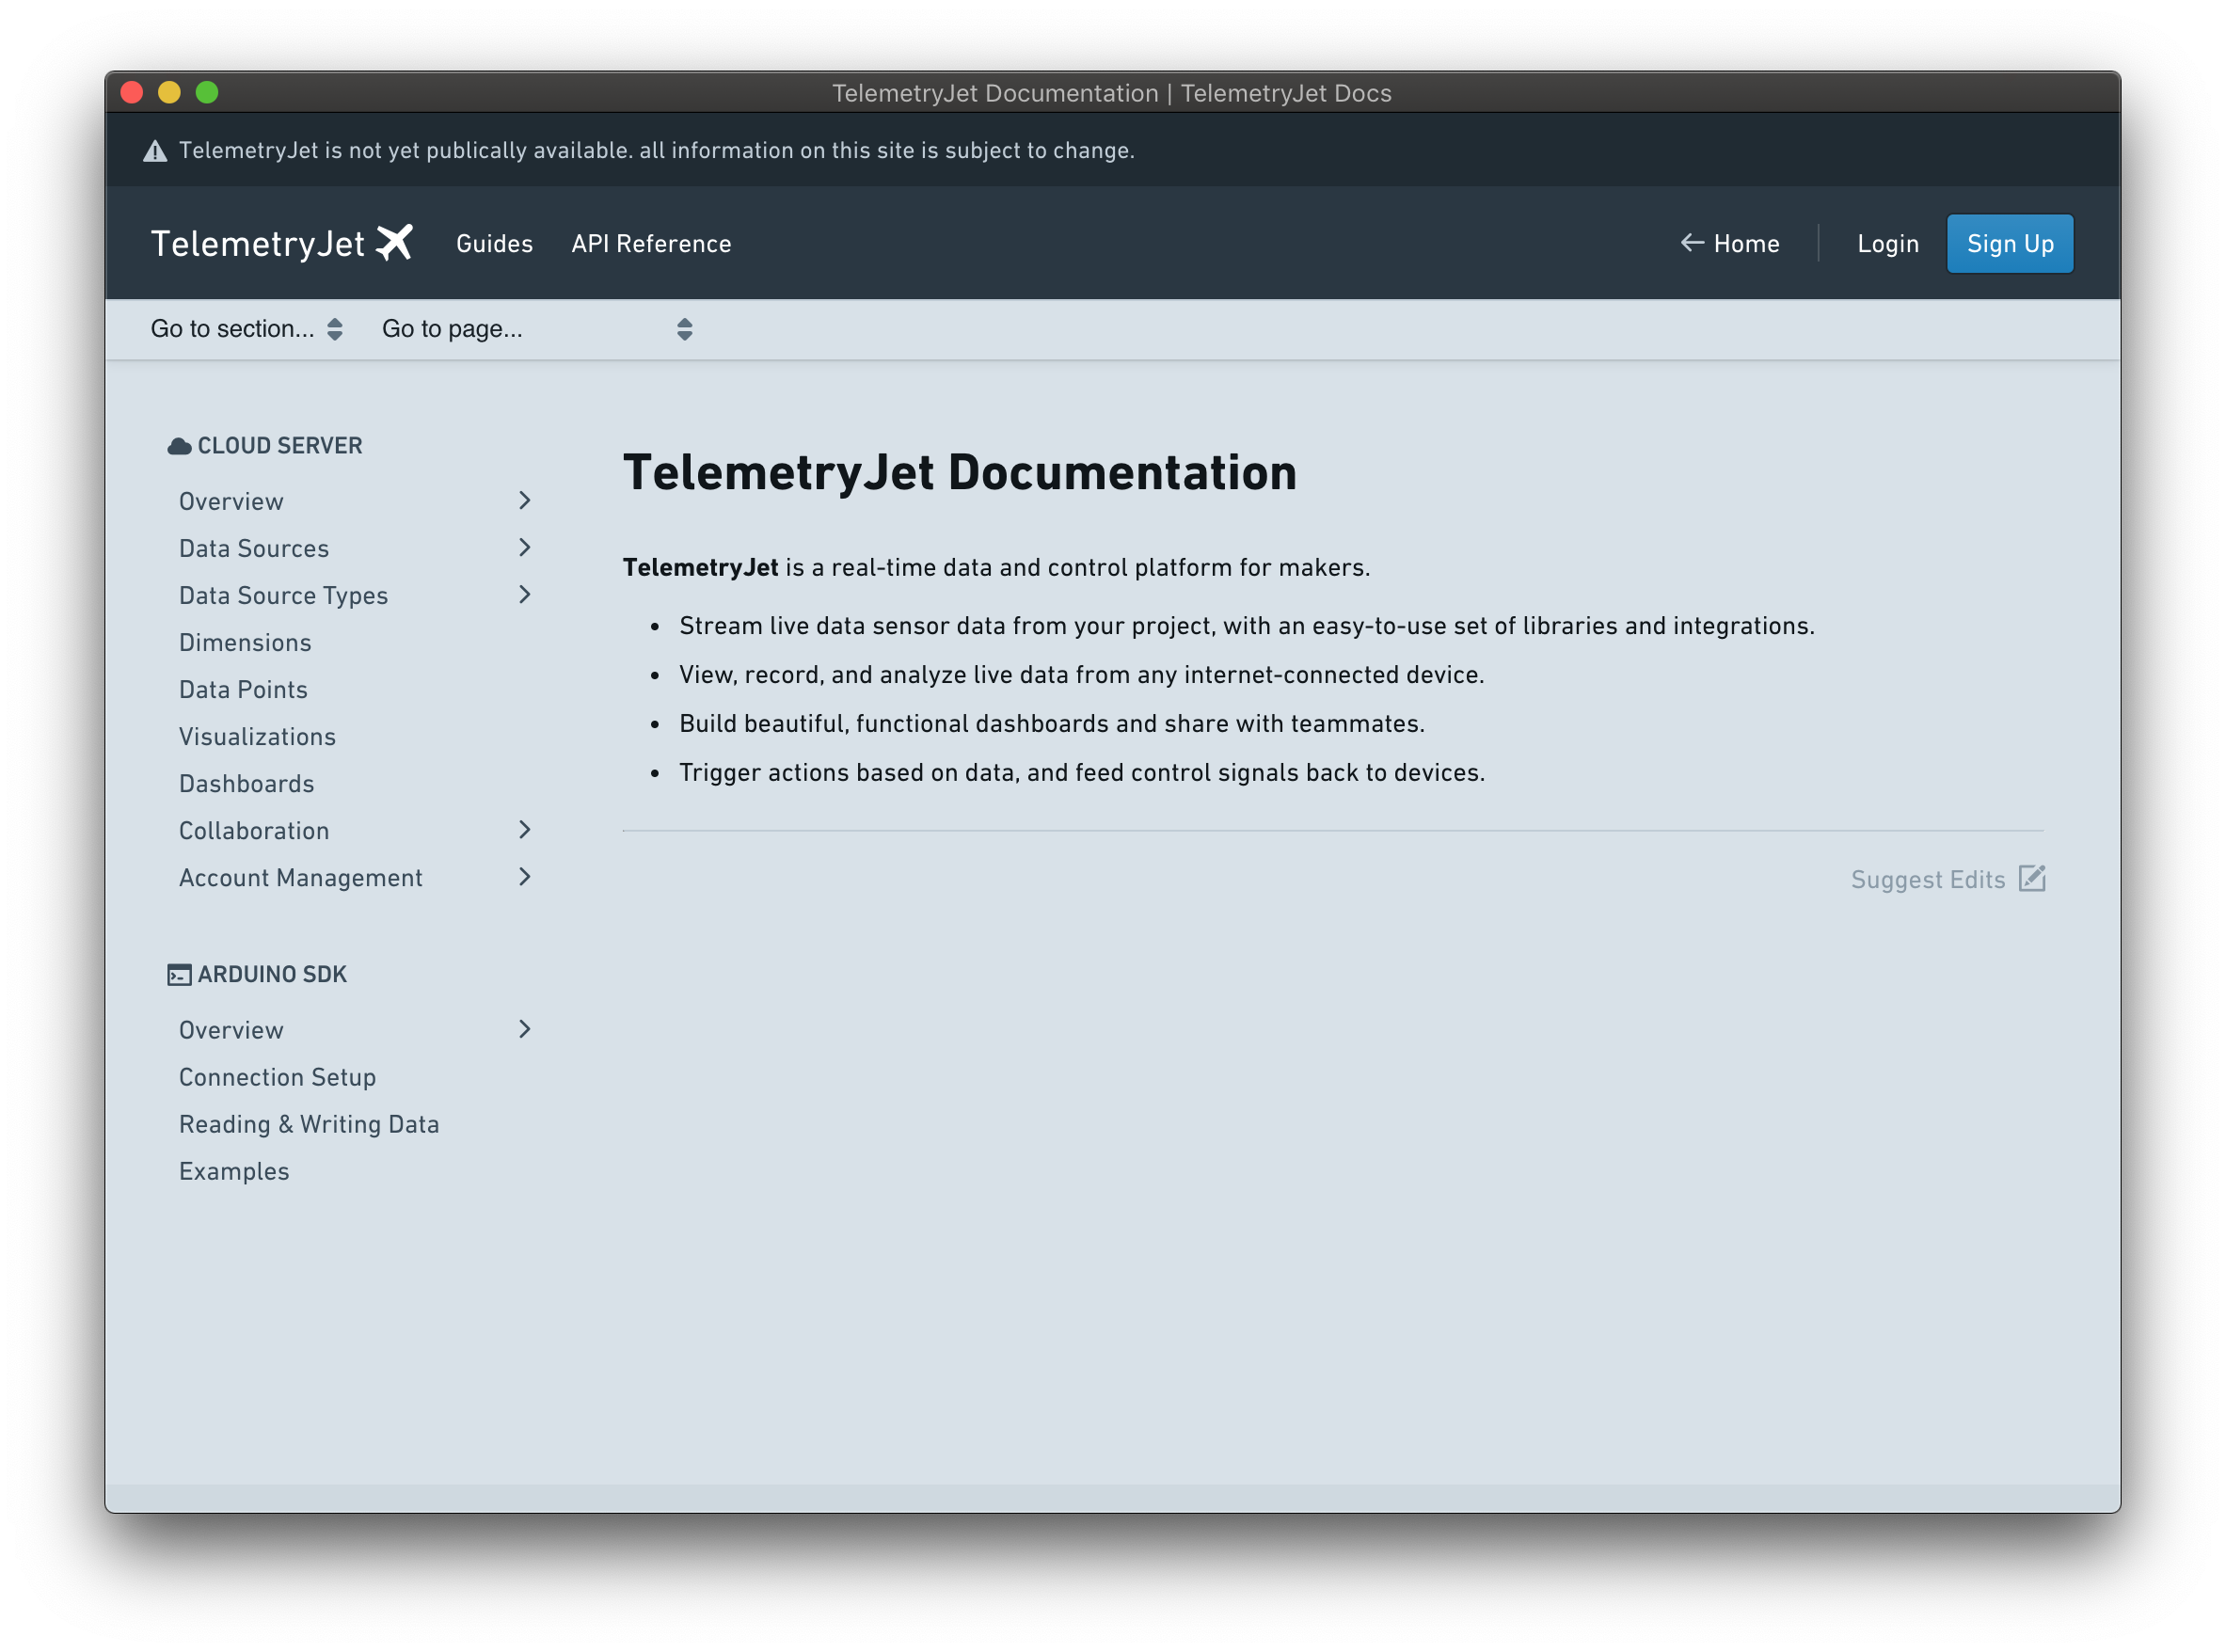 TelemetryJet Documentation | TelemetryJet Docs
TelemetryJet is not yet publically available. all information on this site is subject to change.
TelemetryJet Guides API Reference Home Login Sign Up
Go to section... Go to page...
CLOUD SERVER
Overview
Data Sources
Data Source Types
Dimensions
Data Points
Visualizations
Dashboards
Collaboration
Account Management
ARDUINO SDK
Overview
Connection Setup
Reading & Writing Data
Examples
TelemetryJet Documentation
TelemetryJet is a real-time data and control platform for makers.
• Stream live data sensor data from your project, with an easy-to-use set of libraries and integrations.
• View, record, and analyze live data from any internet-connected device.
• Build beautiful, functional dashboards and share with teammates.
• Trigger actions based on data, and feed control signals back to devices.
Suggest Edits